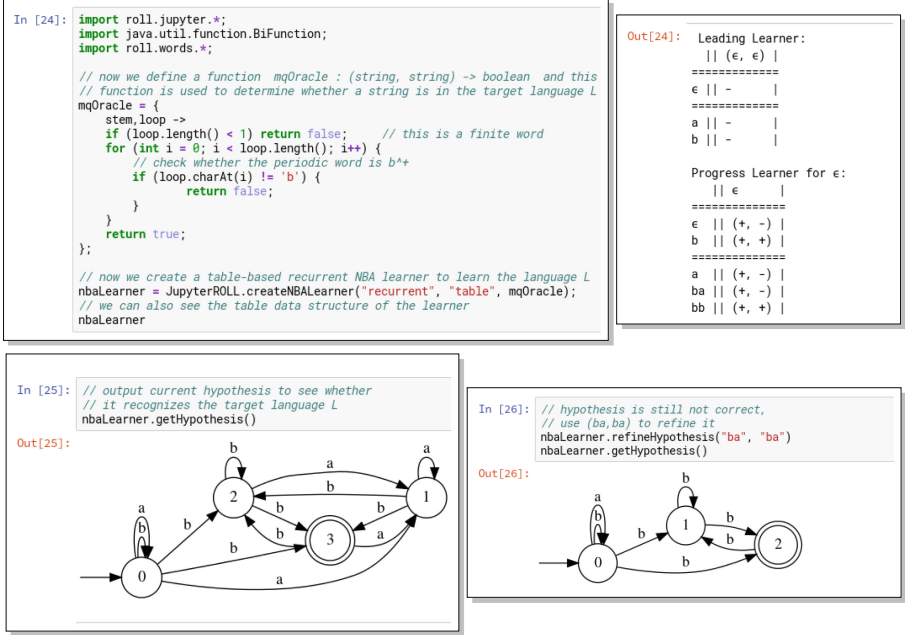 In [24]:
import roll.jupyter.*;
import java.util.function.BiFunction;
import roll.words.*;
// now we define a function  mqOracle : (string, string) -> boolean  and this
// function is used to determine whether a string is in the target language L
mqOracle = {
    stem,loop ->
    if (loop.length() < 1) return false;     // this is a finite word
    for (int i = 0; i < loop.length(); i++) {
        // check whether the periodic word is b^+
        if (loop.charAt(i) != 'b') {
                return false;
        }
    }
    return true;
};
// now we create a table-based recurrent NBA learner to learn the language L
nbaLearner = JupyterROLL.createNBALearner("recurrent", "table", mqOracle);
// we can also see the table data structure of the learner
nbaLearner
Out[24]:
Leading Learner:
  || (ϵ, ϵ) |
=============
ϵ || -      |
=============
a || -      |
b || -      |
Progress Learner for ϵ:
   || ϵ      |
==============
ϵ  || (+, -) |
b  || (+, +) |
==============
a  || (+, -) |
ba || (+, -) |
bb || (+, +) |
In [25]:
// output current hypothesis to see whether
// it recognizes the target language L
nbaLearner.getHypothesis()
Out[25]:
b
a
a
2
b
1
a
b
b
b
b
3
a
b
b
0
a
In [26]:
// hypothesis is still not correct,
// use (ba,ba) to refine it
nbaLearner.refineHypothesis("ba", "ba")
nbaLearner.getHypothesis()
Out[26]:
b
a
b
1
b
b
b
2
0
b